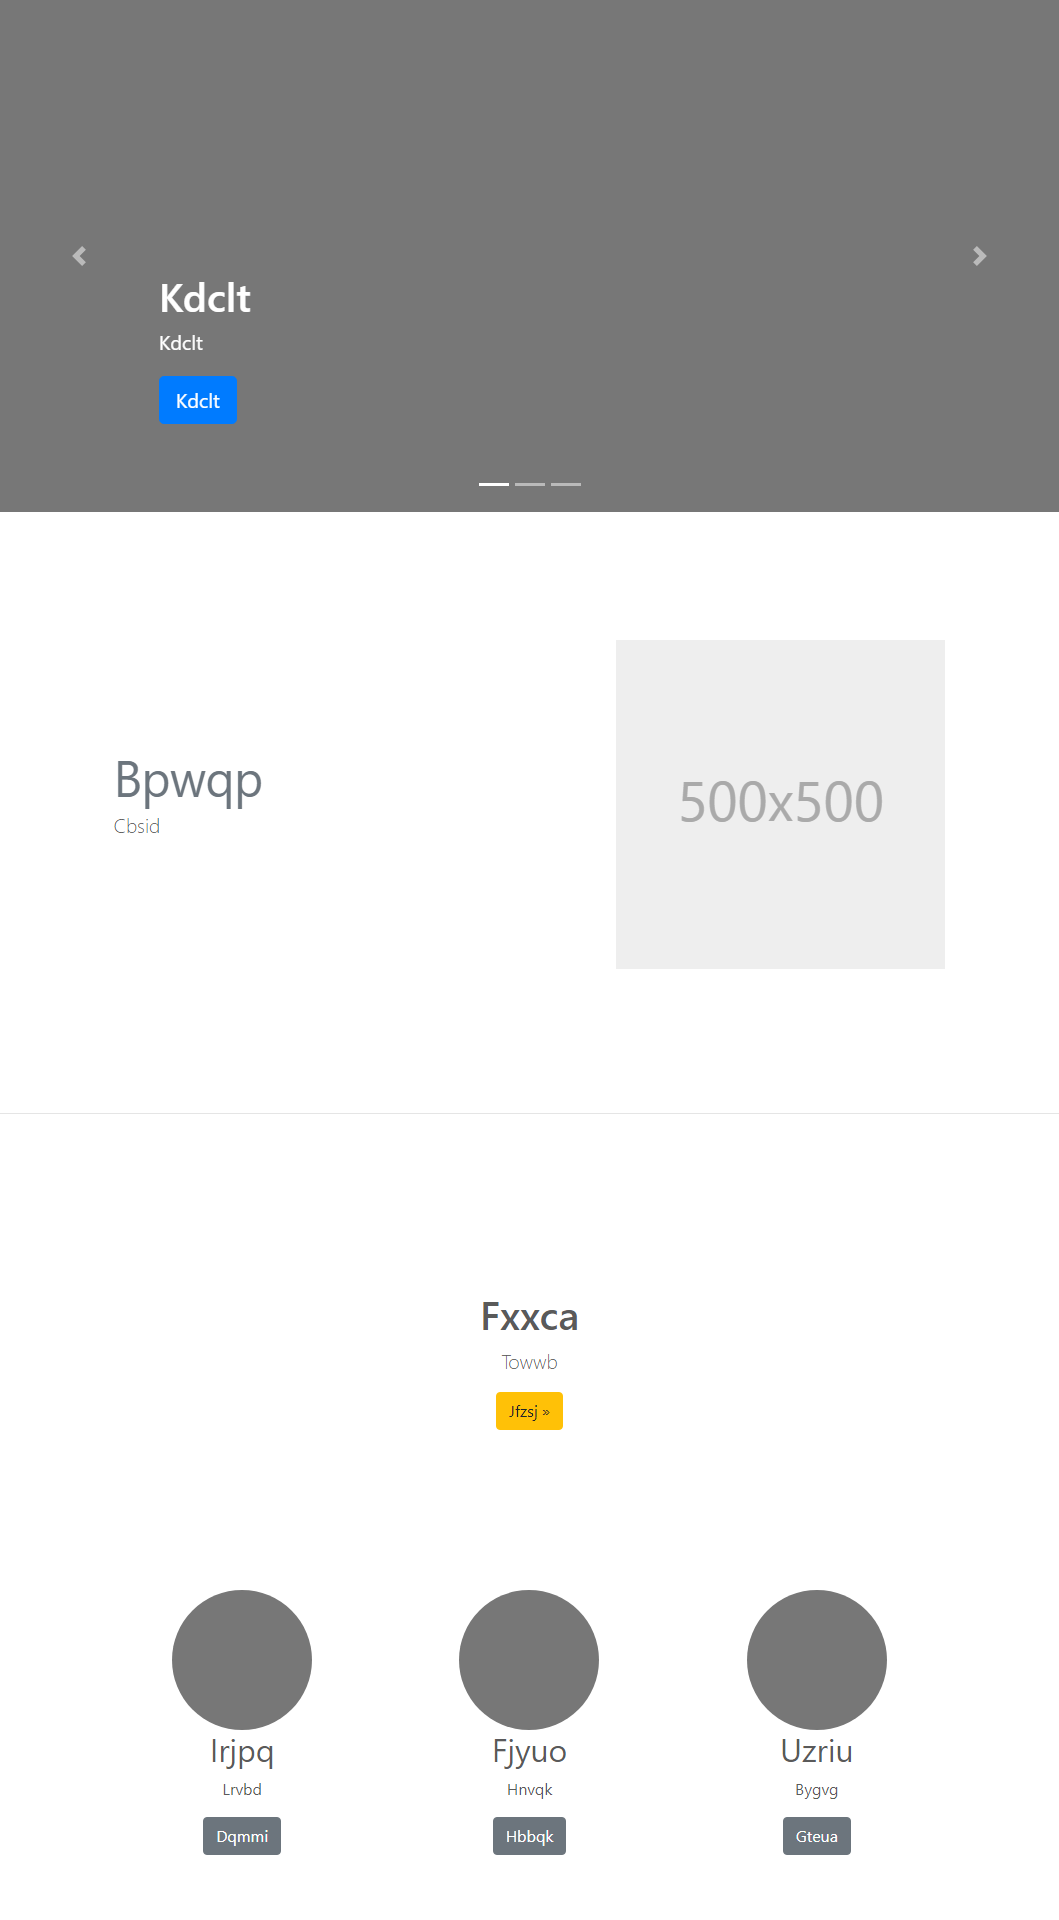 Kdclt
Kdclt
Kdclt
Bpwqp
Cbsid
500x500
Fxxca
Towwb
Jfzsj »
Irjpq
Fjyuo
Uzriu
Lrvbd
Hnvqk
Bygvg
Dqmmi
Hbbqk
Gteua